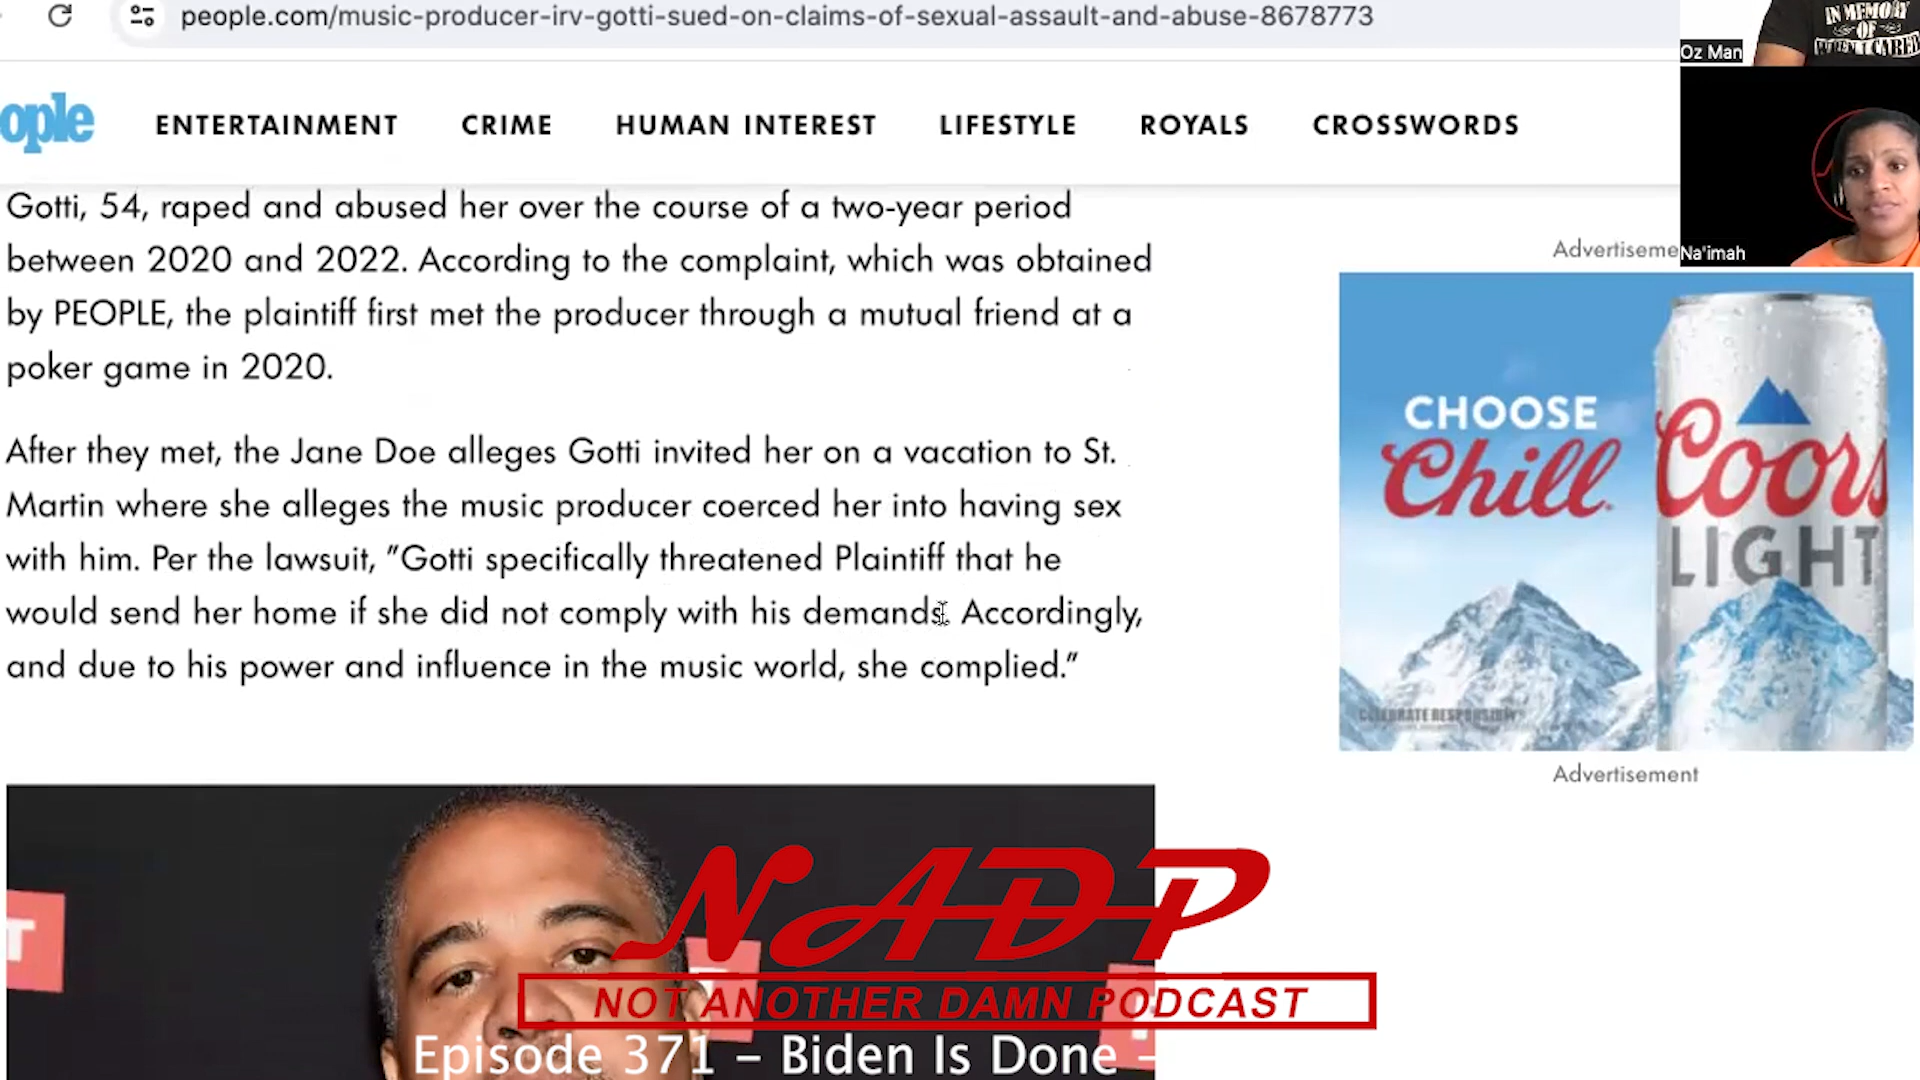 people.com/music-producer-irv-gotti-sued-on-claims-of-sexual-assault-and-abuse-8678773
IN MEMORY
OF
WHEN I CARED
Oz Man
ople
ENTERTAINMENT
CRIME
HUMAN INTEREST
LIFESTYLE
ROYALS
CROSSWORDS
Gotti, 54, raped and abused her over the course of a two-year period
between 2020 and 2022. According to the complaint, which was obtained
by PEOPLE, the plaintiff first met the producer through a mutual friend at a
poker game in 2020.
After they met, the Jane Doe alleges Gotti invited her on a vacation to St.
Martin where she alleges the music producer coerced her into having sex
with him. Per the lawsuit, "Gotti specifically threatened Plaintiff that he
would send her home if she did not comply with his demands. Accordingly,
and due to his power and influence in the music world, she complied."
Advertiseme
Na'imah
CHOOSE
Chill
Coors
LIGHT
CELEBRATE RESPONSIBLY
Advertisement
T
NADP
NOT ANOTHER DAMN PODCAST
Episode 371 – Biden Is Done –